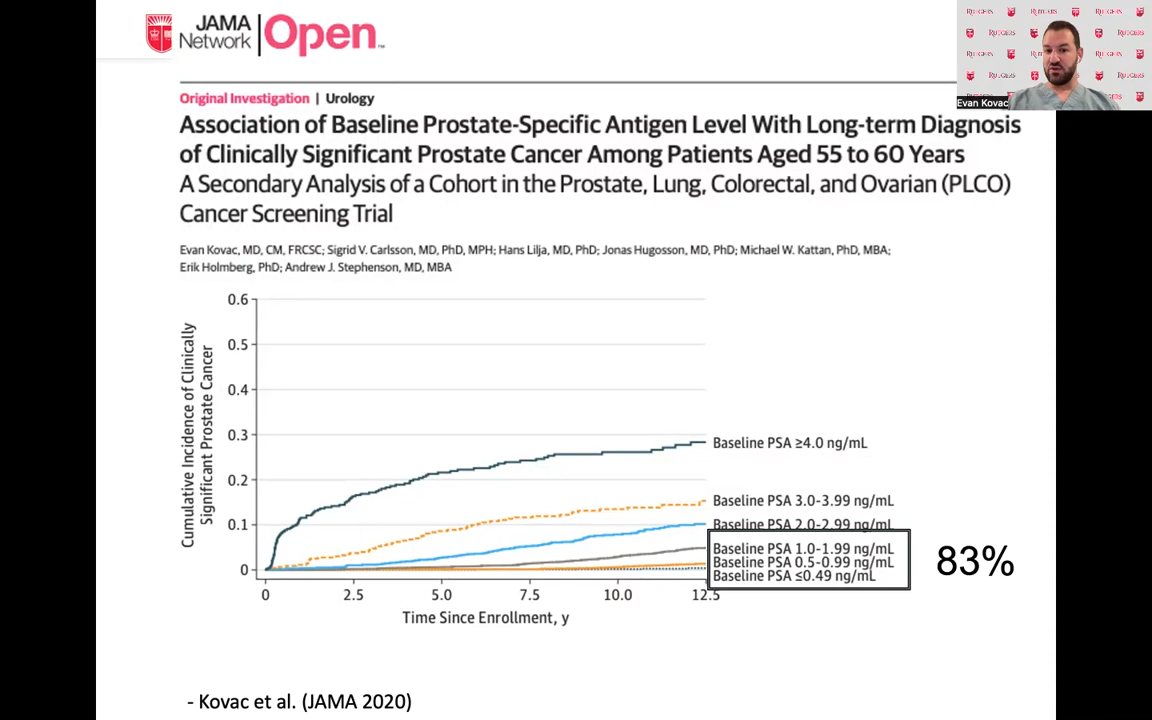 JAMA
Network
Open™
RUTGERS
Evan Kovac
Original Investigation | Urology
Association of Baseline Prostate-Specific Antigen Level With Long-term Diagnosis
of Clinically Significant Prostate Cancer Among Patients Aged 55 to 60 Years
A Secondary Analysis of a Cohort in the Prostate, Lung, Colorectal, and Ovarian (PLCO)
Cancer Screening Trial
Evan Kovac, MD, CM, FRCSC; Sigrid V. Carlsson, MD, PhD, MPH; Hans Lilja, MD, PhD; Jonas Hugosson, MD, PhD; Michael W. Kattan, PhD, MBA;
Erik Holmberg, PhD; Andrew J. Stephenson, MD, MBA
Cumulative Incidence of Clinically
Significant Prostate Cancer
0.6
0.5
0.4
0.3
0.2
0.1
0
Baseline PSA ≥4.0 ng/mL
Baseline PSA 3.0-3.99 ng/mL
Baseline PSA 2.0-2.99 ng/mL
Baseline PSA 1.0-1.99 ng/mL
Baseline PSA 0.5-0.99 ng/mL
Baseline PSA ≤0.49 ng/mL
83%
0 2.5 5.0 7.5 10.0 12.5
Time Since Enrollment, y
- Kovac et al. (JAMA 2020)